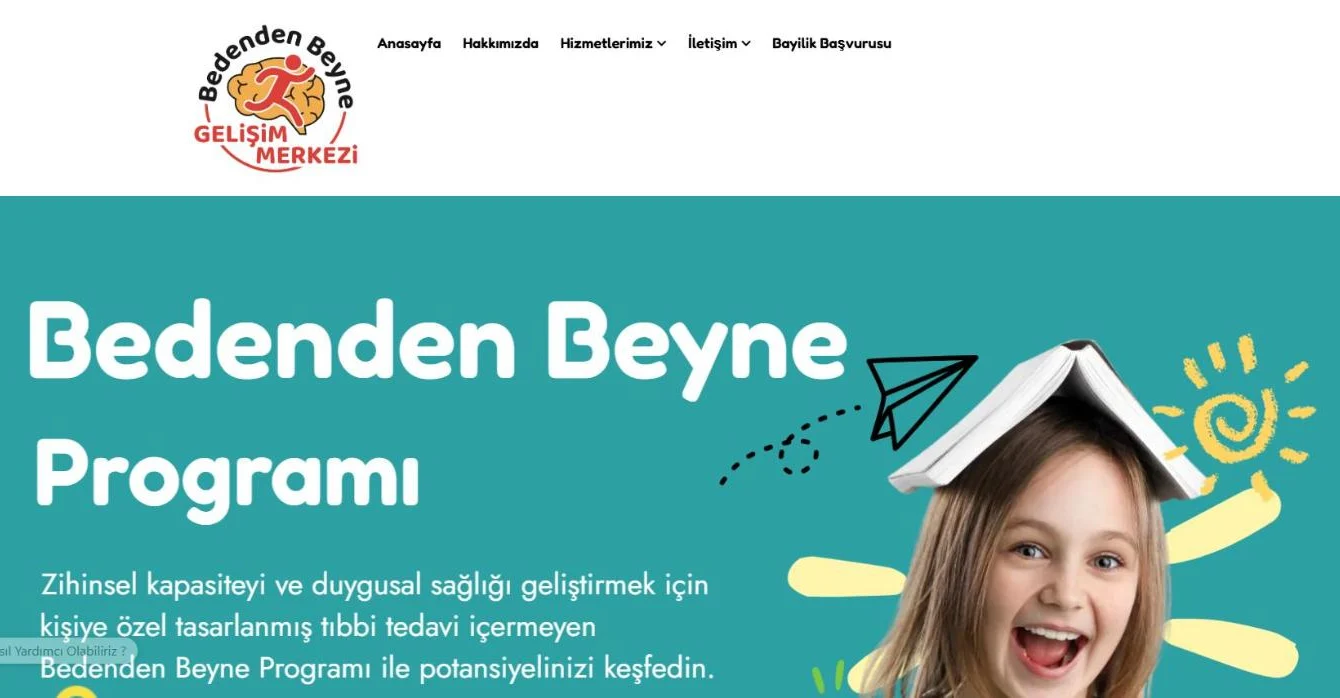 Bedenden Beyne
GELİŞİM
MERKEZİ
Anasayfa Hakkımızda Hizmetlerimiz İletişim Bayilik Başvurusu
Bedenden Beyne
Programı
Zihinsel kapasiteyi ve duygusal sağlığı geliştirmek için
kişiye özel tasarlanmış tıbbi tedavi içermeyen
Yardımcı Olabiliriz ?
Bedenden Beyne Programı ile potansiyelinizi keşfedin.